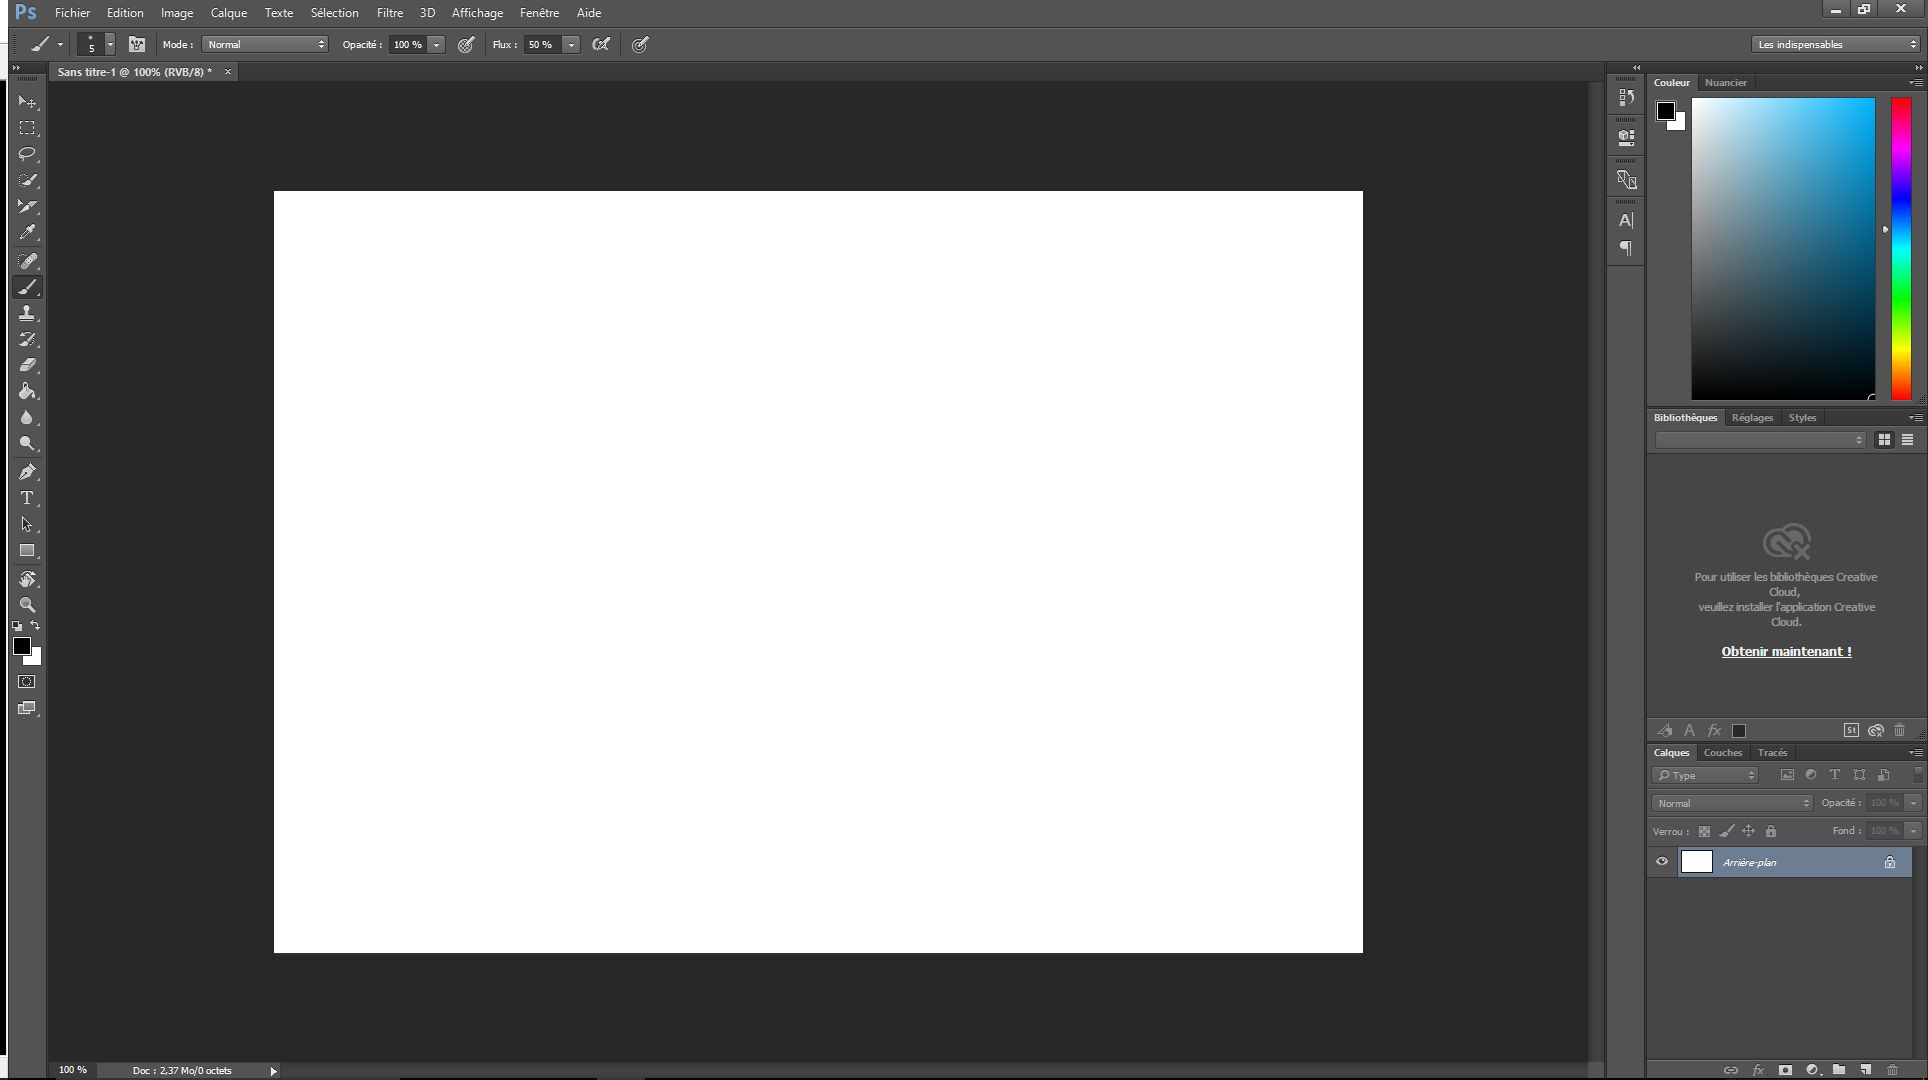 Ps Fichier Edition Image Calque Texte Sélection Filtre 3D Affichage Fenêtre Aide
5 Mode : Normal Opacité : 100 % Flux : 50 % Les indispensables
Sans titre-1 @ 100% (RVB/8) * ×
Couleur Nuancier
A|
¶
Bibliothèques Réglages Styles
T
Pour utiliser les bibliothèques Creative
Cloud,
veuillez installer l'application Creative
Cloud.
Obtenir maintenant !
A fx St
Calques Couches Tracés
Type T
Normal Opacité : 100 %
Verrou : Fond : 100 %
Arrière-plan
100 % Doc : 2,37 Mo/0 octets fx